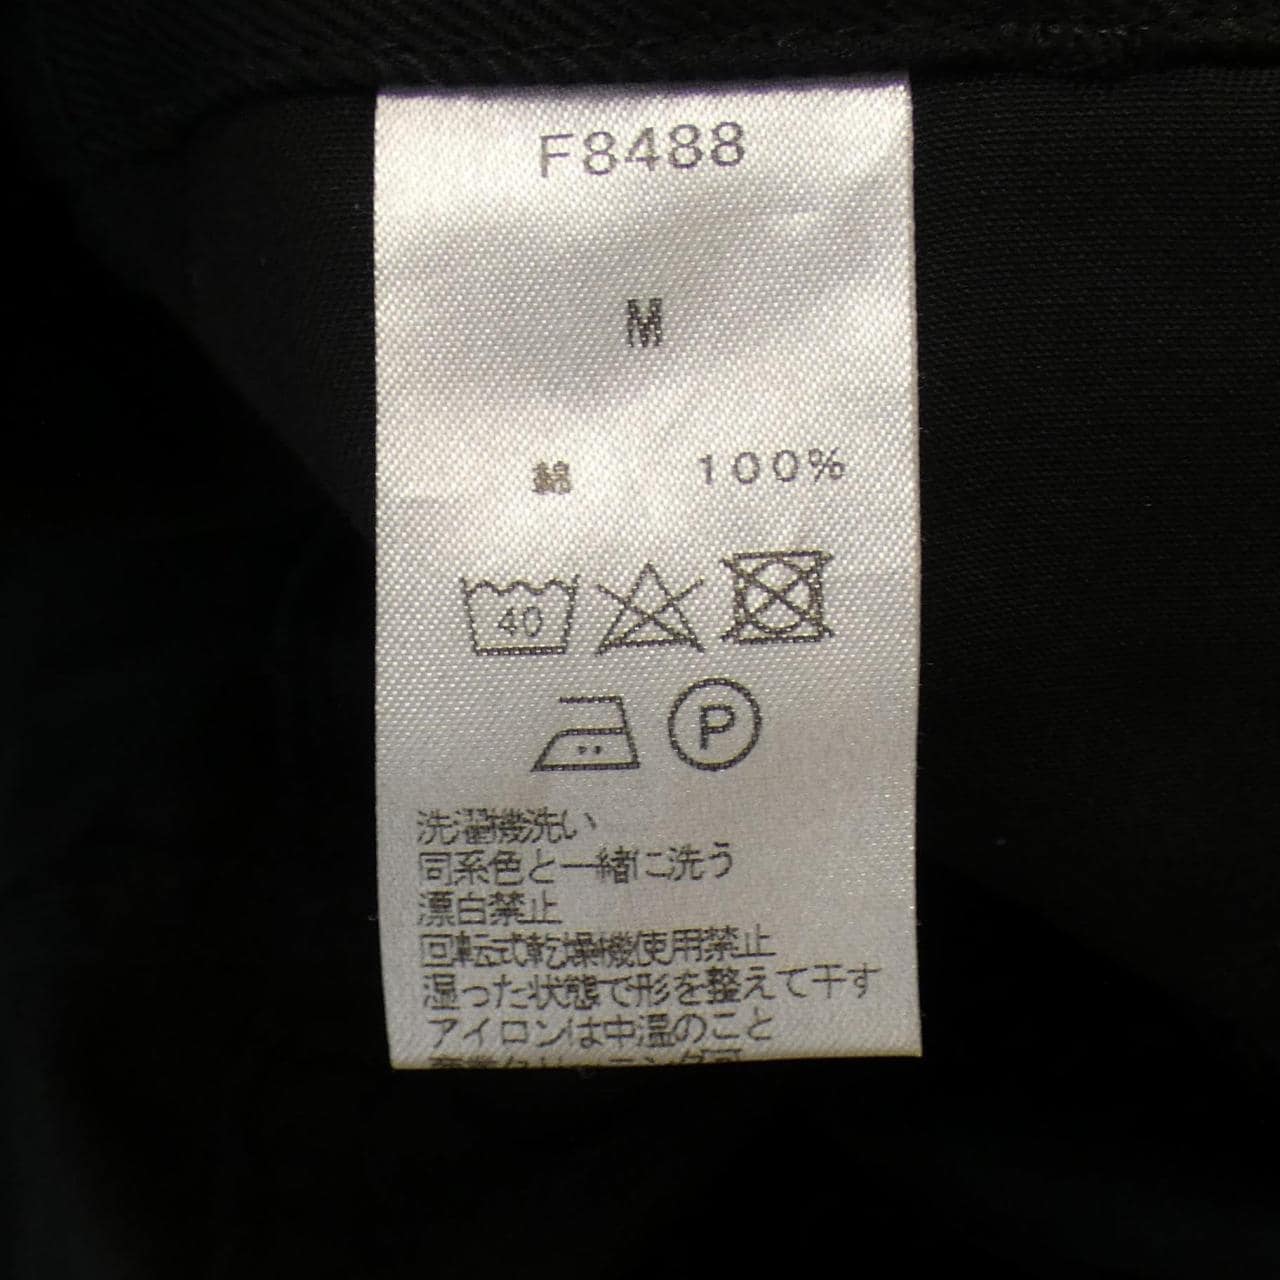 F8488
M
綿 100%
40
P
洗濯機洗い
同系色と一緒に洗う
漂白禁止
回転式乾燥機使用禁止
湿った状態で形を整えて干す
アイロンは中温のこと